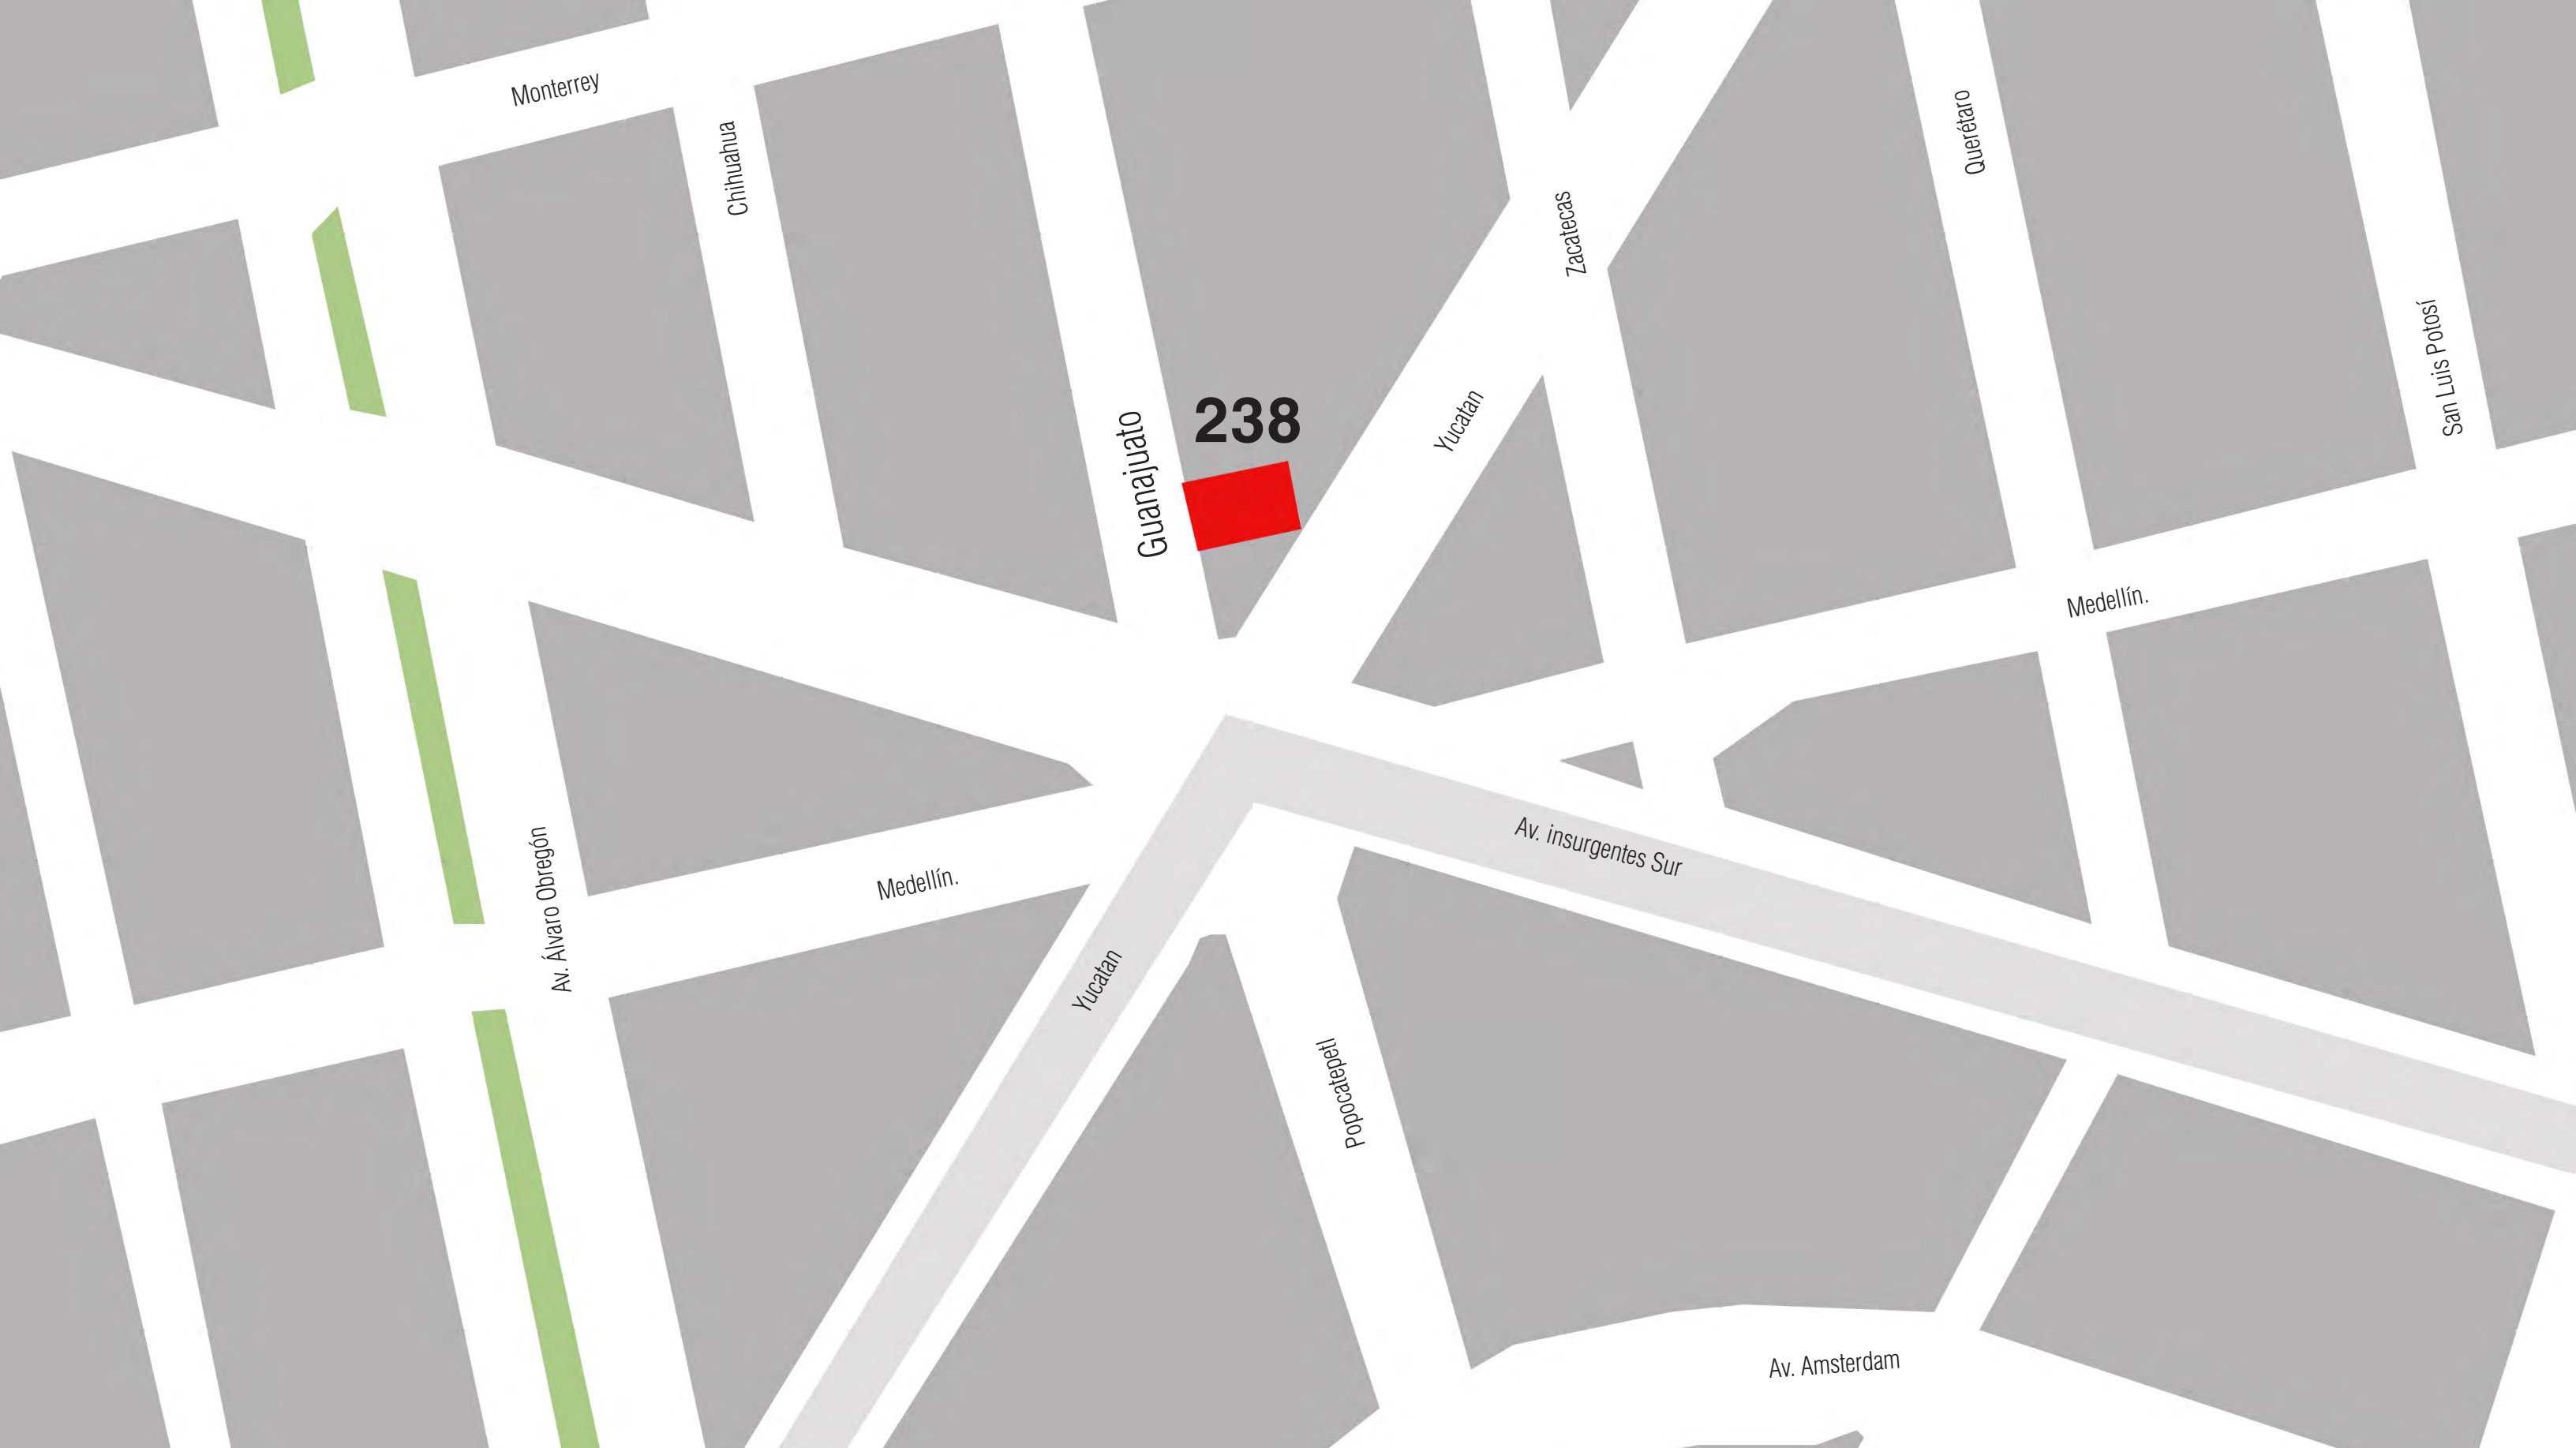 Monterrey
Chihuahua
Querétaro
Zacatecas
San Luis Potosí
238
Yucatan
Guanajuato
Medellín.
Av. insurgentes Sur
Medellín.
Av. Álvaro Obregón
Yucatan
Popocatepetl
Av. Amsterdam